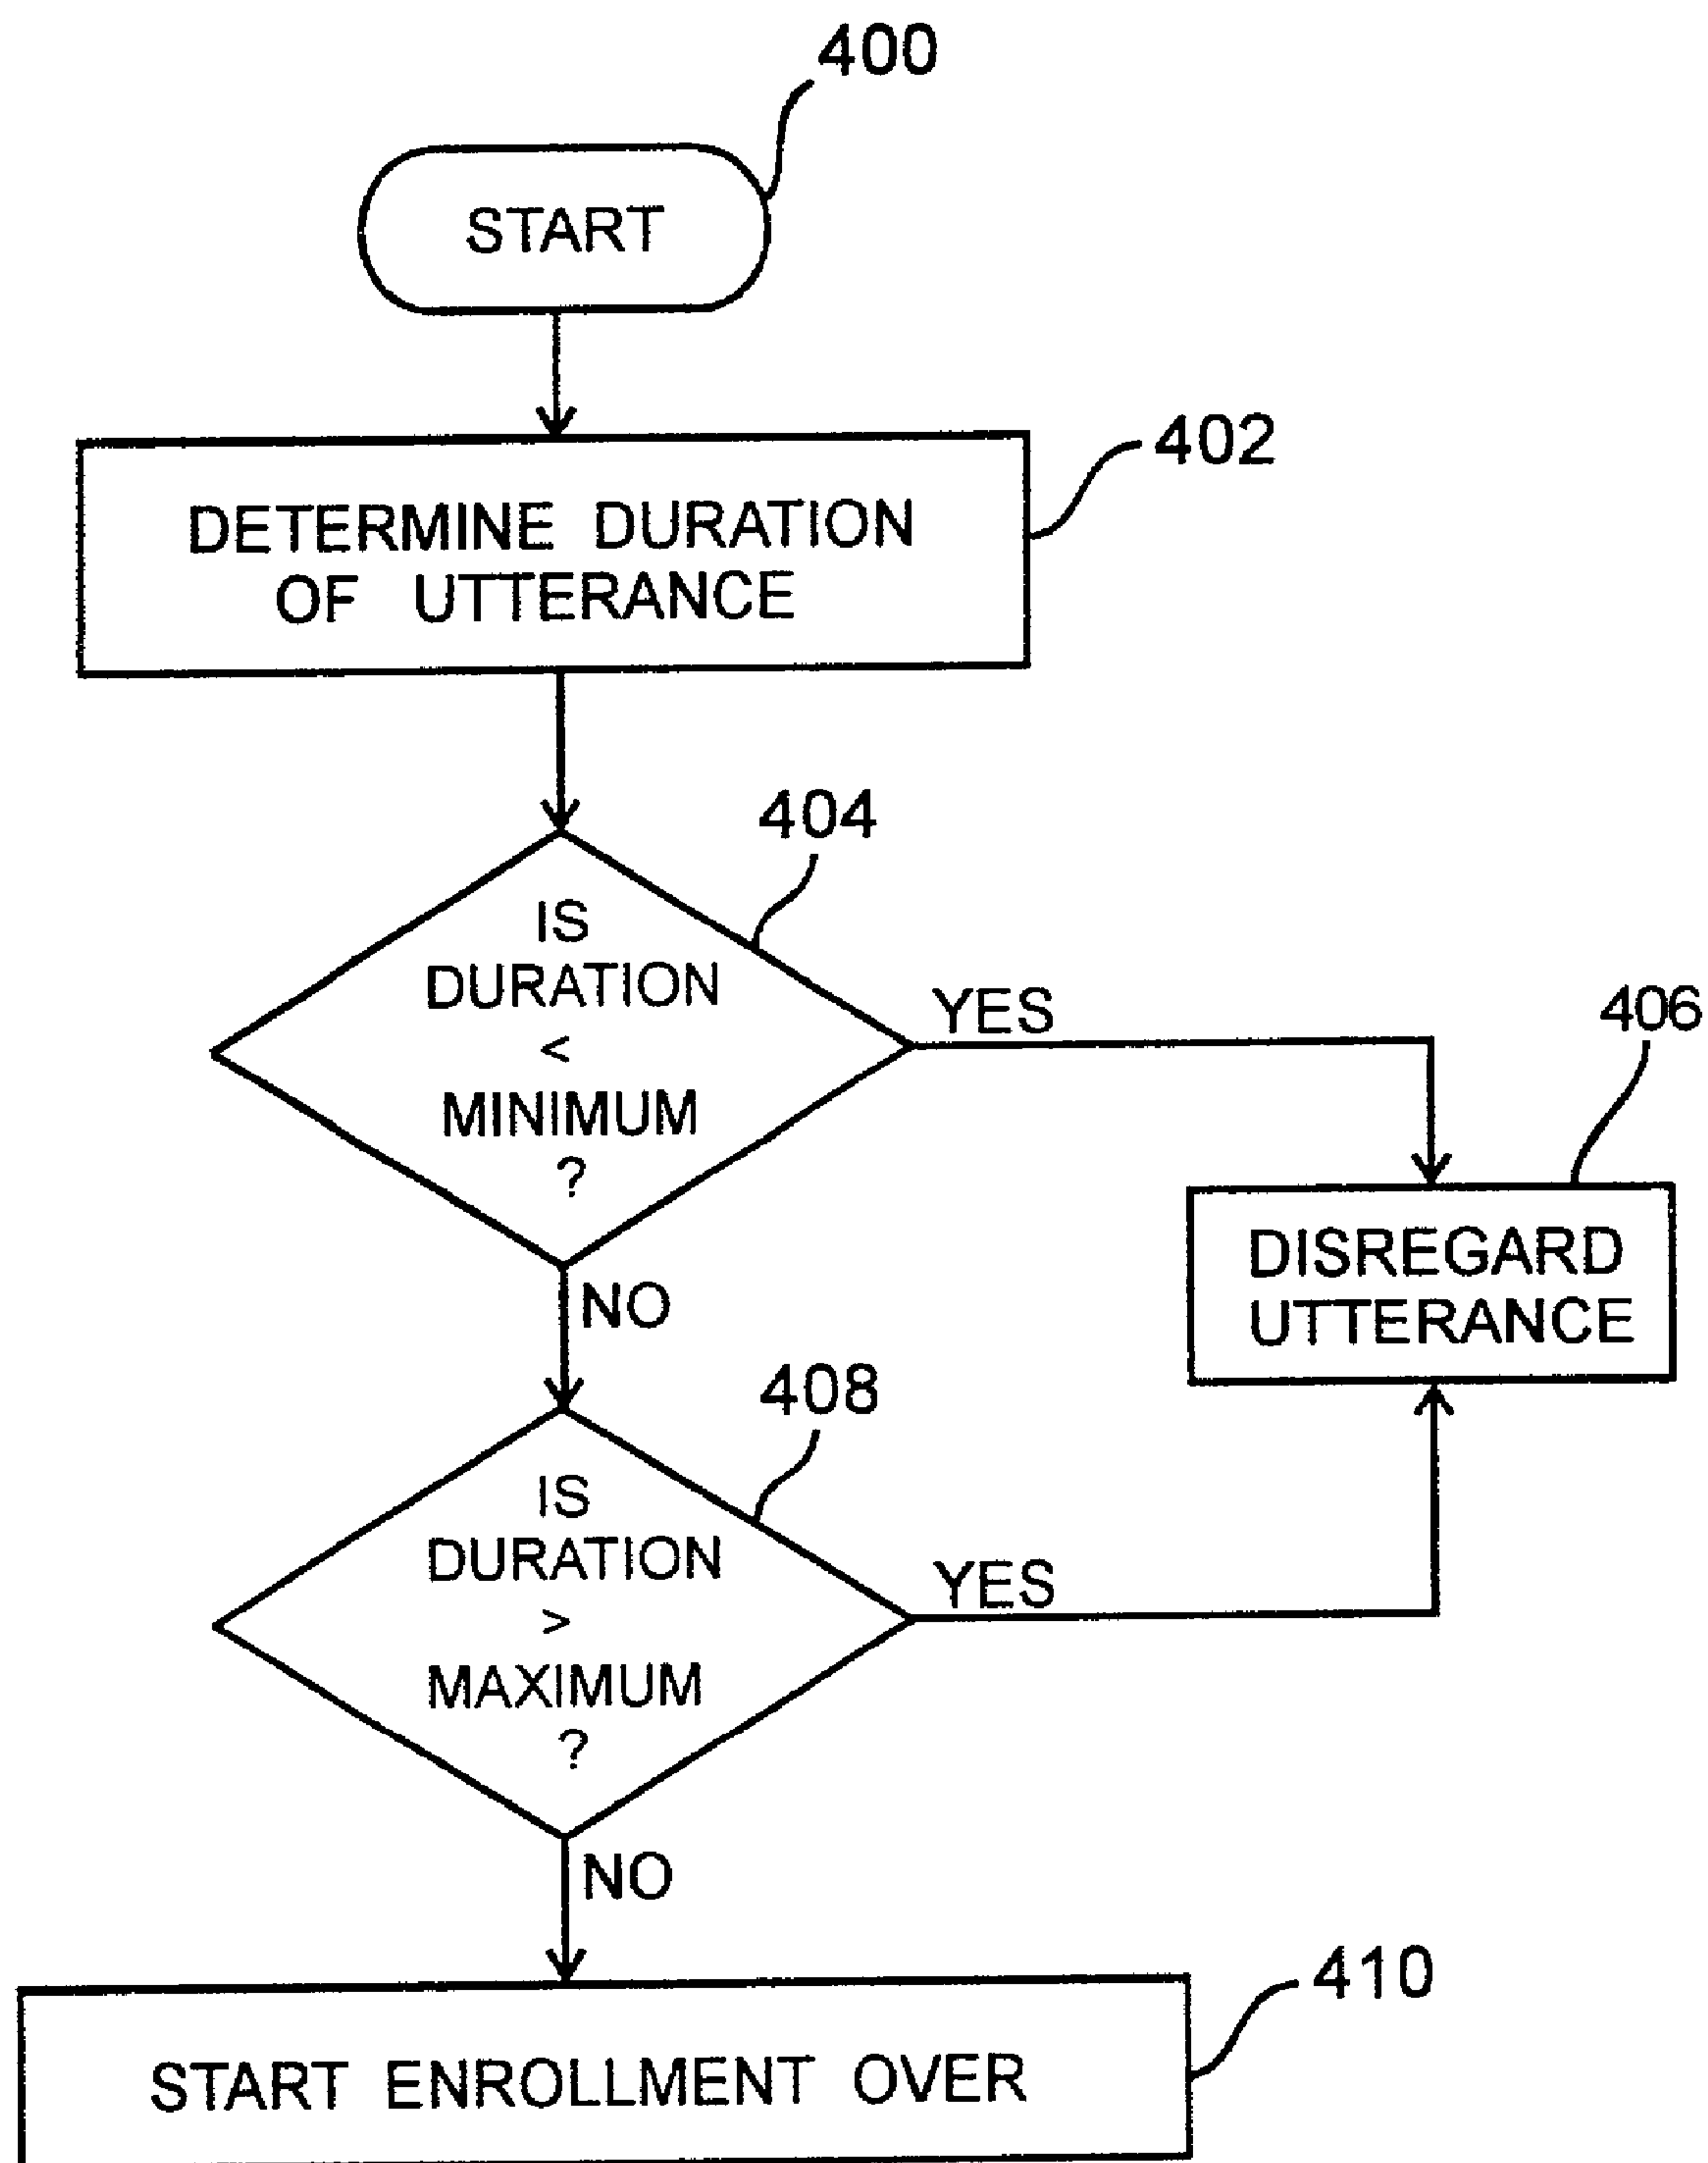 400
START
402
DETERMINE DURATION
OF UTTERANCE
404
IS
DURATION
<
MINIMUM
?
YES
406
DISREGARD
UTTERANCE
NO
408
IS
DURATION
>
MAXIMUM
?
YES
NO
410
START ENROLLMENT OVER